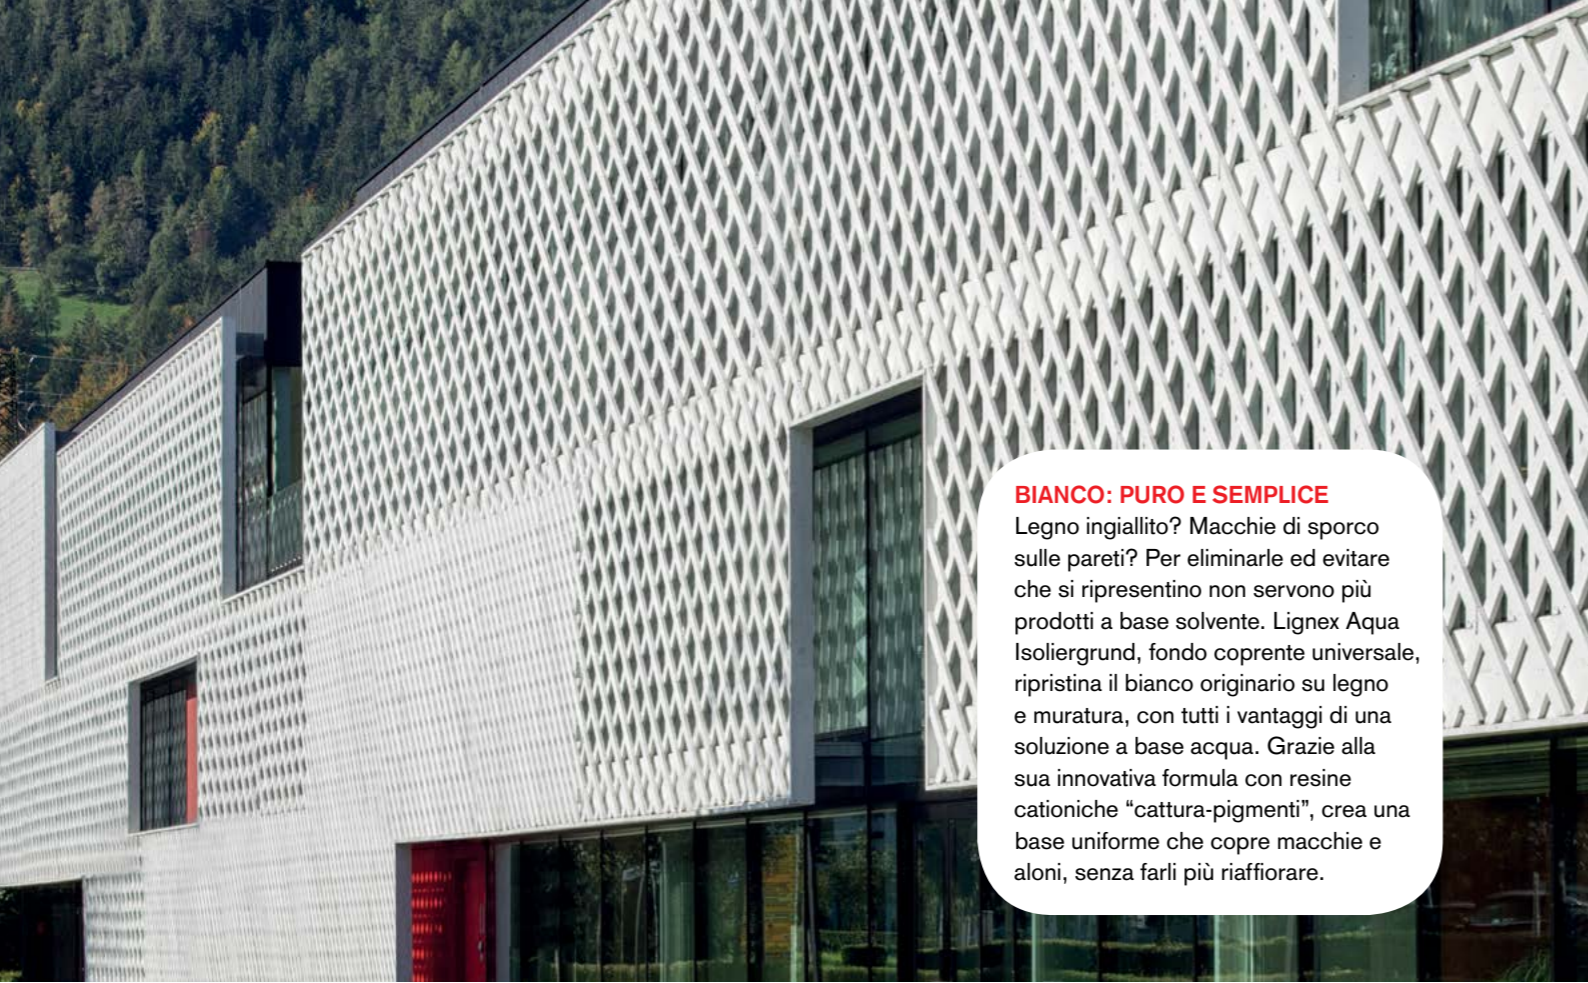 BIANCO: PURO E SEMPLICE
Legno ingiallito? Macchie di sporco
sulle pareti? Per eliminarle ed evitare
che si ripresentino non servono più
prodotti a base solvente. Lignex Aqua
Isoliergrund, fondo coprente universale,
ripristina il bianco originario su legno
e muratura, con tutti i vantaggi di una
soluzione a base acqua. Grazie alla
sua innovativa formula con resine
cationiche “cattura-pigmenti”, crea una
base uniforme che copre macchie e
aloni, senza farli più riaffiorare.